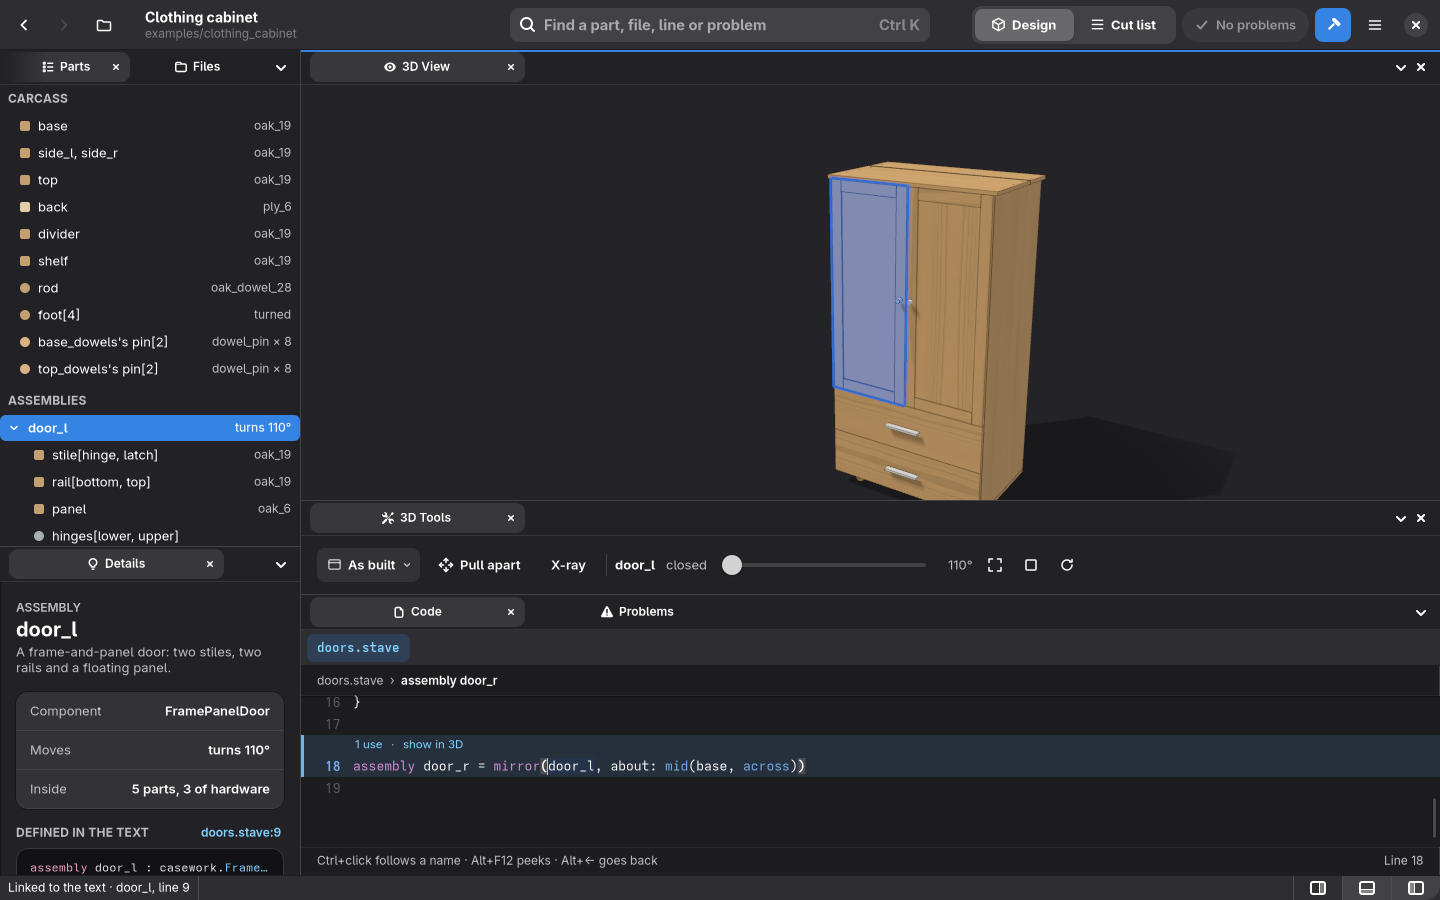 Clothing cabinet
examples/clothing_cabinet
Find a part, file, line or problem
Ctrl K
Design
Cut list
No problems
Parts
Files
CARCASS
base oak_19
side_l, side_r oak_19
top oak_19
back ply_6
divider oak_19
shelf oak_19
rod oak_dowel_28
foot[4] turned
base_dowels's pin[2] dowel_pin × 8
top_dowels's pin[2] dowel_pin × 8
ASSEMBLIES
door_l turns 110°
stile[hinge, latch] oak_19
rail[bottom, top] oak_19
panel oak_6
hinges[lower, upper]
Details
ASSEMBLY
door_l
A frame-and-panel door: two stiles, two
rails and a floating panel.
Component FramePanelDoor
Moves turns 110°
Inside 5 parts, 3 of hardware
DEFINED IN THE TEXT doors.stave:9
assembly door_l : casework.Frame…
3D View
3D Tools
As built
Pull apart
X-ray
door_l closed 110°
Code
Problems
doors.stave
doors.stave › assembly door_r
16 }
17
1 use · show in 3D
18 assembly door_r = mirror(door_l, about: mid(base, across))
19
Ctrl+click follows a name · Alt+F12 peeks · Alt+← goes back
Line 18
Linked to the text · door_l, line 9